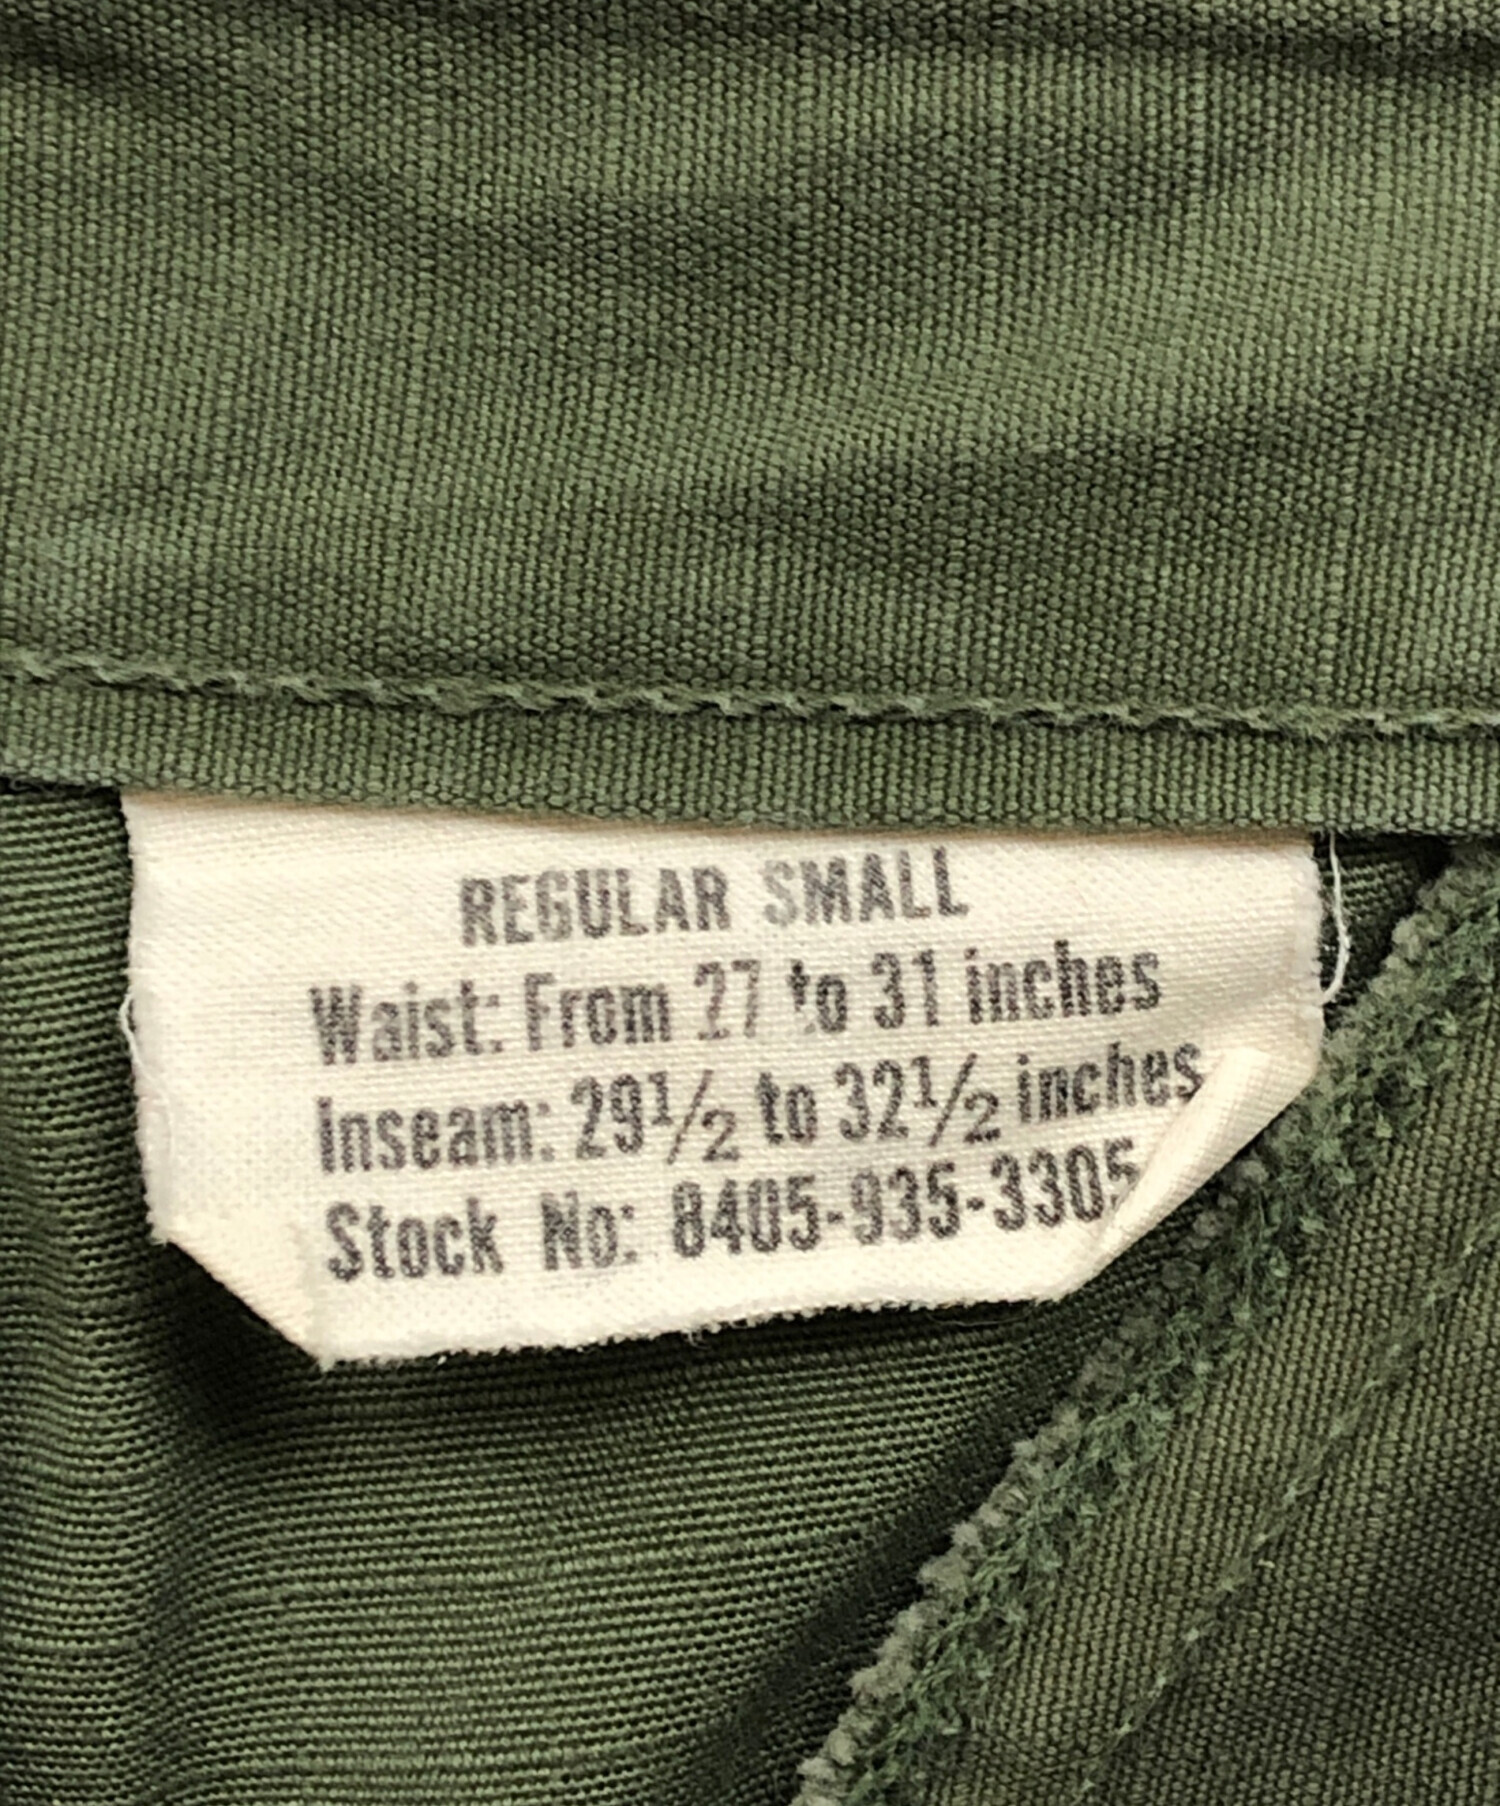 REGULAR SMALL
Waist: From 27 to 31 inches
Inseam: 29½ to 32½ inches
Stock No: 8405-935-3305